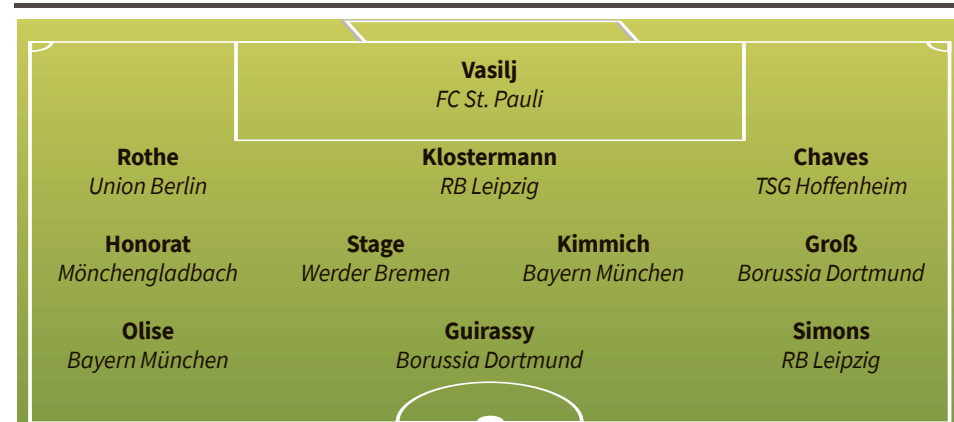 Vasilj
FC St. Pauli
Rothe Klostermann Chaves
Union Berlin RB Leipzig TSG Hoffenheim
Honorat Stage Kimmich Groß
Mönchengladbach Werder Bremen Bayern München Borussia Dortmund
Olise Guirassy Simons
Bayern München Borussia Dortmund RB Leipzig